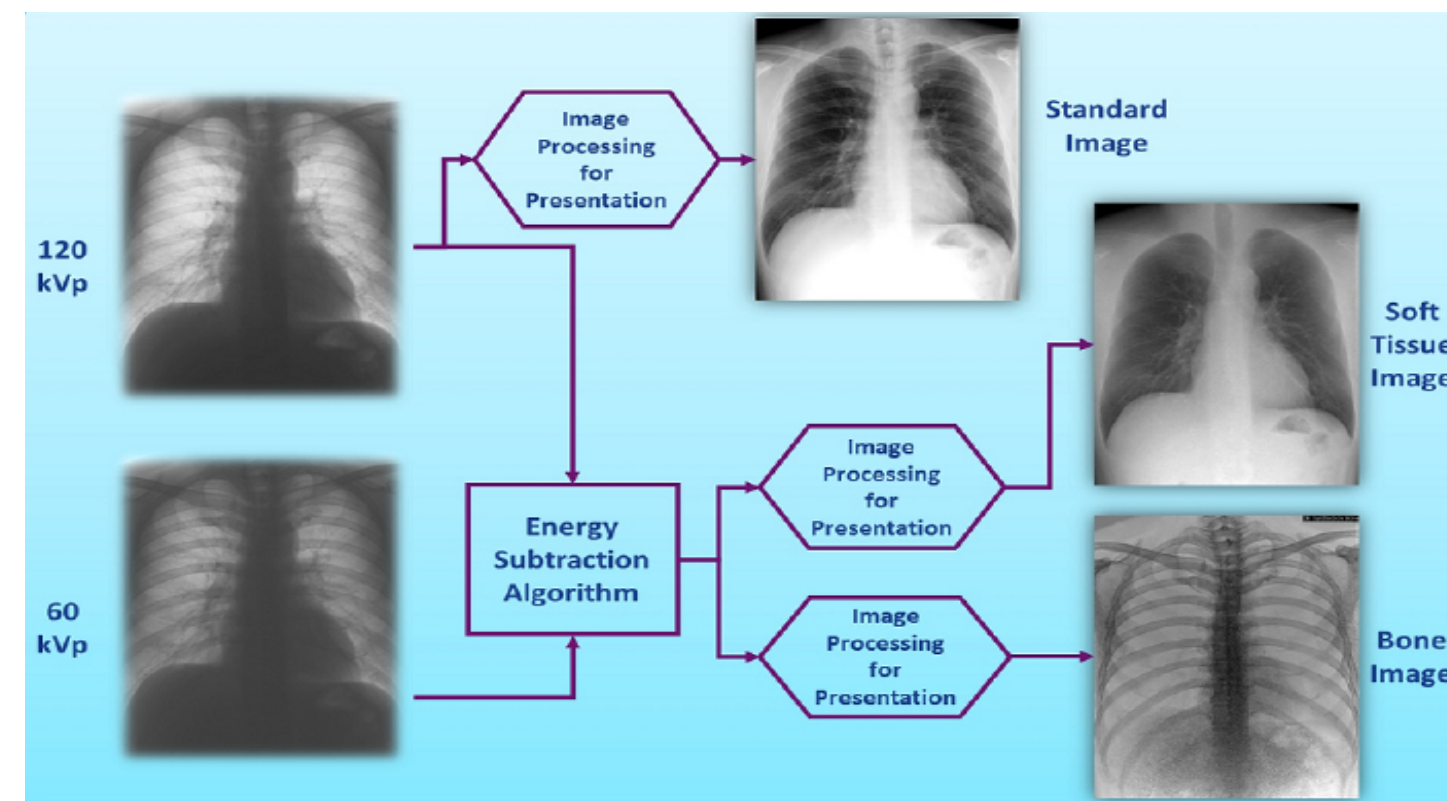 Image
Processing
for
Presentation
Standard
Image
120
kVp
Soft
Tissue
Image
Image
Processing
for
Presentation
Energy
Subtraction
Algorithm
60
kVp
Image
Processing
for
Presentation
Bone
Image